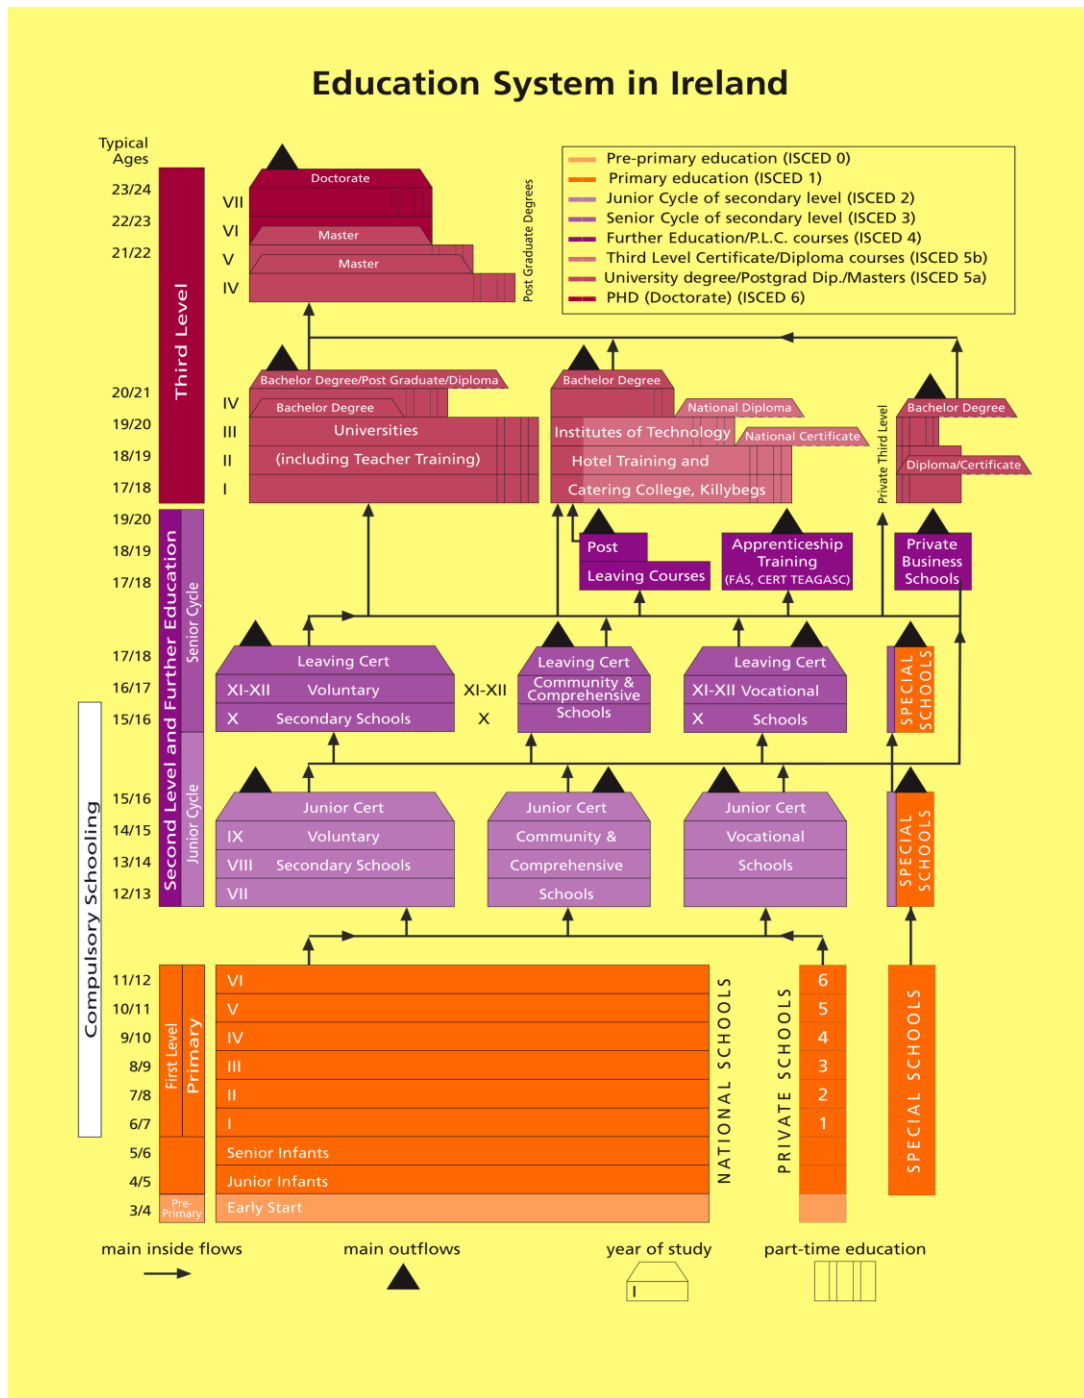 Education System in Ireland
Typical
Ages
Pre-primary education (ISCED 0)
Primary education (ISCED 1)
Junior Cycle of secondary level (ISCED 2)
Senior Cycle of secondary level (ISCED 3)
Further Education/P.L.C. courses (ISCED 4)
Third Level Certificate/Diploma courses (ISCED 5b)
University degree/Postgrad Dip./Masters (ISCED 5a)
PHD (Doctorate) (ISCED 6)
Third Level
23/24
22/23
21/22
Doctorate
VII
VI
Master
V
Master
IV
Post Graduate Degrees
20/21
19/20
18/19
17/18
Bachelor Degree/Post Graduate/Diploma
IV
Bachelor Degree
III
Universities
II
(including Teacher Training)
I
Bachelor Degree
National Diploma
Institutes of Technology
National Certificate
Hotel Training and
Catering College, Killybegs
Private Third Level
Bachelor Degree
Diploma/Certificate
Second Level and Further Education
Senior Cycle
19/20
18/19
17/18
Post
Leaving Courses
Apprenticeship
Training
(FÁS, CERT TEAGASC)
Private
Business
Schools
17/18
16/17
15/16
Leaving Cert
XI-XII Voluntary
X Secondary Schools
XI-XII
X
Leaving Cert
Community &
Comprehensive
Schools
Leaving Cert
XI-XII Vocational
X Schools
SPECIAL
SCHOOLS
Compulsory Schooling
Junior Cycle
15/16
14/15
13/14
12/13
Junior Cert
IX Voluntary
VIII Secondary Schools
VII
Junior Cert
Community &
Comprehensive
Schools
Junior Cert
Vocational
Schools
SPECIAL
SCHOOLS
11/12
10/11
9/10
8/9
7/8
6/7
5/6
4/5
3/4
First Level
Primary
Pre-
Primary
VI
V
IV
III
II
I
Senior Infants
Junior Infants
Early Start
NATIONAL SCHOOLS
PRIVATE SCHOOLS
6
5
4
3
2
1
SPECIAL SCHOOLS
main inside flows
main outflows
year of study
I
part-time education